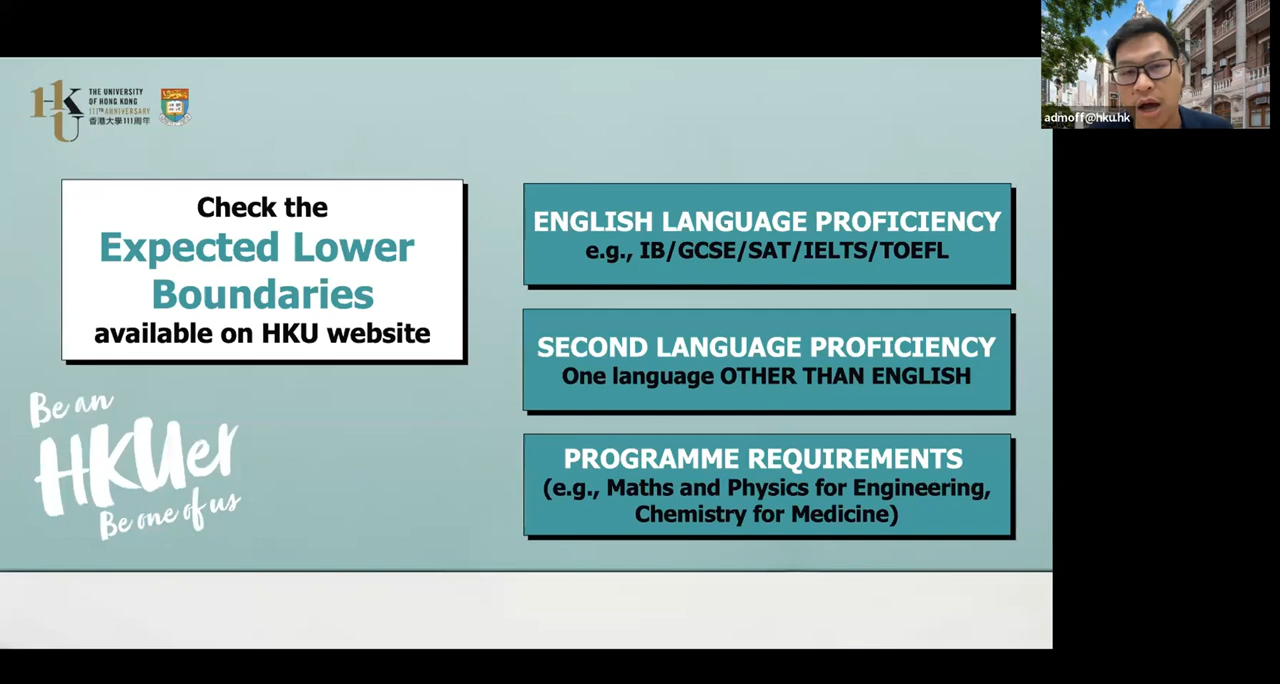 THE UNIVERSITY
OF HONG KONG
111TH ANNIVERSARY
香港大學111周年
HKU
admoff@hku.hk
Check the
Expected Lower
Boundaries
available on HKU website
ENGLISH LANGUAGE PROFICIENCY
e.g., IB/GCSE/SAT/IELTS/TOEFL
SECOND LANGUAGE PROFICIENCY
One language OTHER THAN ENGLISH
PROGRAMME REQUIREMENTS
(e.g., Maths and Physics for Engineering,
Chemistry for Medicine)
Be an
HKUer
Be one of us